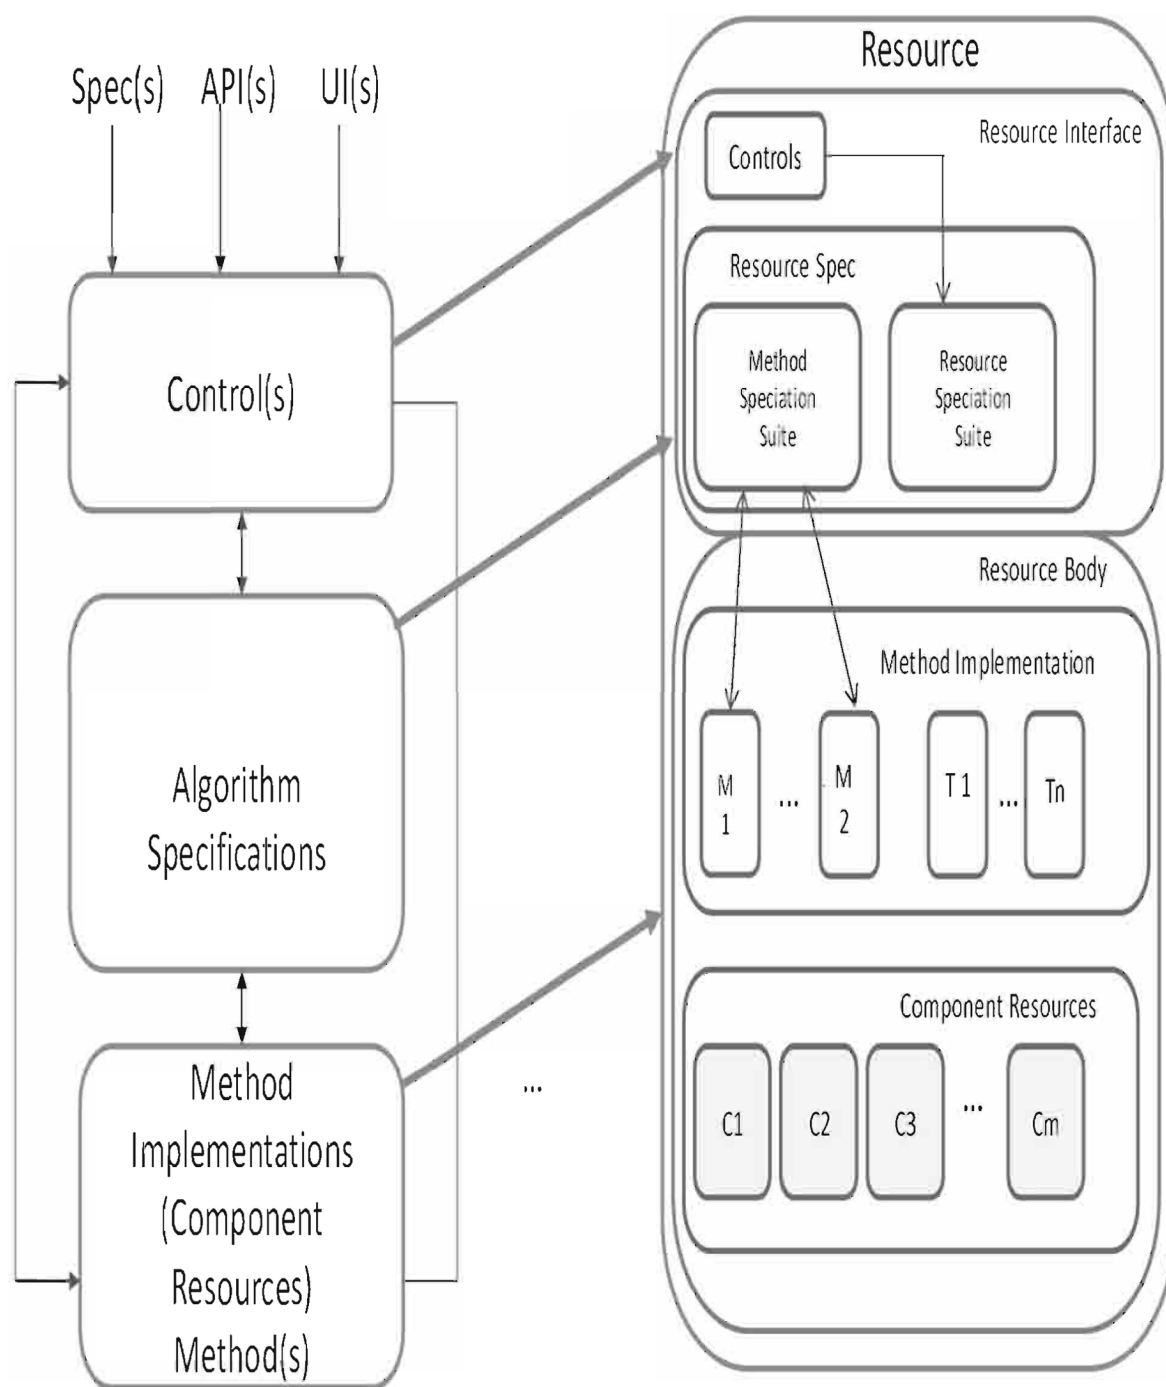 Spec(s) API(s) UI(s)
Control(s)
Algorithm
Specifications
Method
Implementations
(Component
Resources)
Method(s)
...
Resource
Resource Interface
Controls
Resource Spec
Method
Speciation
Suite
Resource
Speciation
Suite
Resource Body
Method Implementation
M
1
...
M
2
T 1
...
Tn
Component Resources
C1
C2
C3
...
Cm